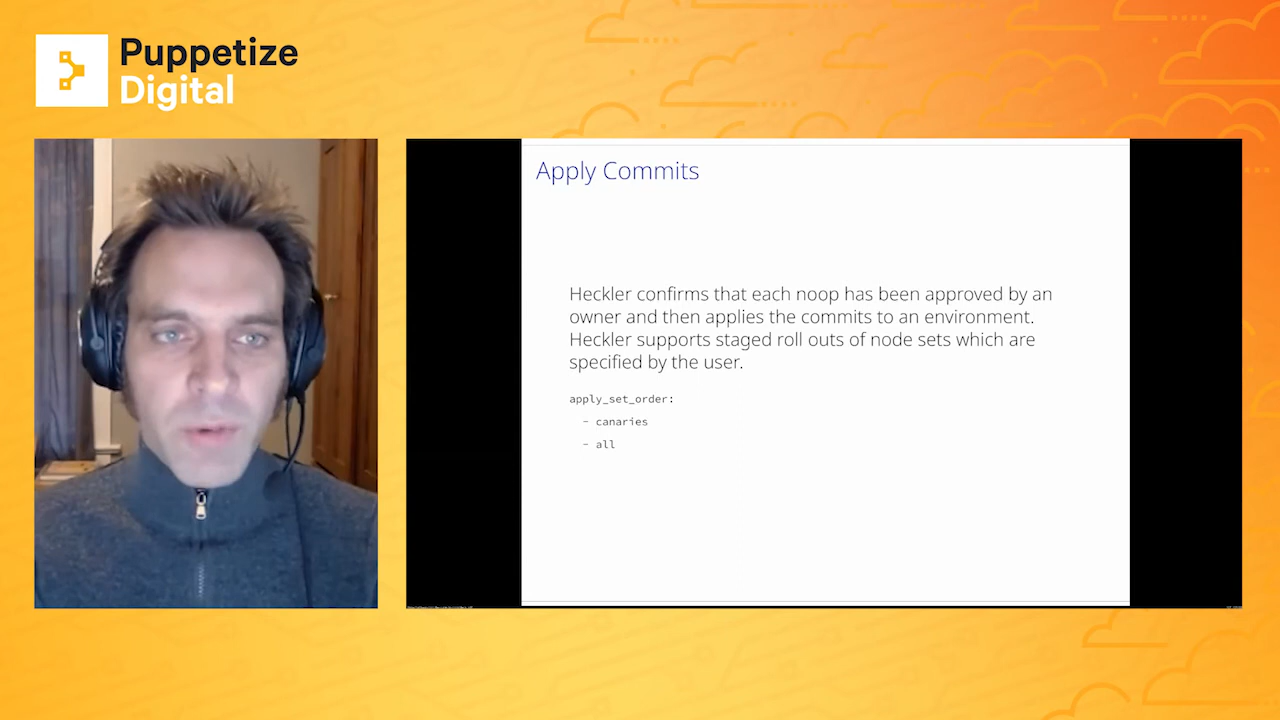 Puppetize
Digital
Apply Commits
Heckler confirms that each noop has been approved by an
owner and then applies the commits to an environment.
Heckler supports staged roll outs of node sets which are
specified by the user.
apply_set_order:
- canaries
- all